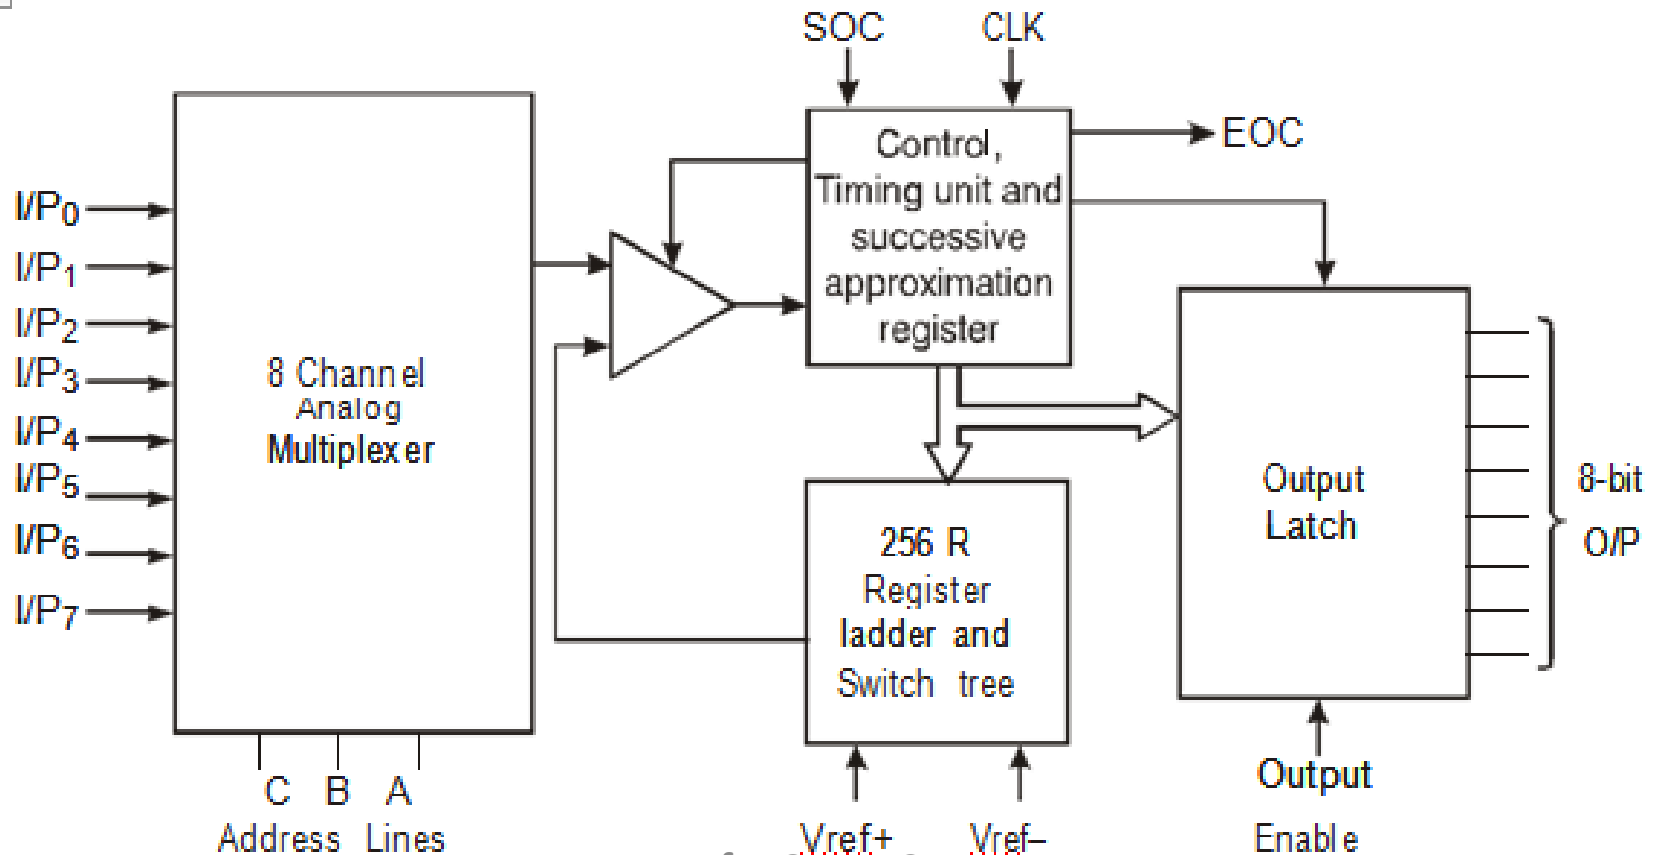 SOC
CLK
EOC
Control,
Timing unit and
successive
approximation
register
I/P0
I/P1
I/P2
I/P3
I/P4
I/P5
I/P6
I/P7
8 Channel
Analog
Multiplexer
256 R
Register
ladder and
Switch tree
Output
Latch
8-bit
O/P
C B A
Address Lines
Vref+
Vref–
Output
Enable